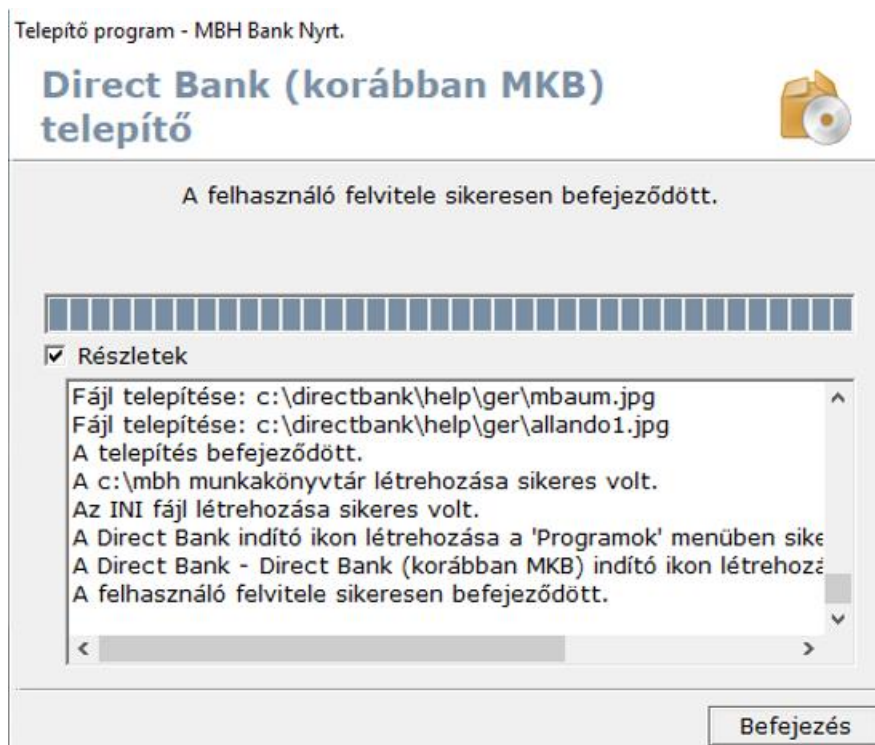 Telepítő program - MBH Bank Nyrt.
Direct Bank (korábban MKB)
telepítő
A felhasználó felvitele sikeresen befejeződött.
Részletek
Fájl telepítése: c:\directbank\help\ger\mbaum.jpg
Fájl telepítése: c:\directbank\help\ger\allando1.jpg
A telepítés befejeződött.
A c:\mbh munkakönyvtár létrehozása sikeres volt.
Az INI fájl létrehozása sikeres volt.
A Direct Bank indító ikon létrehozása a 'Programok' menüben sike
A Direct Bank - Direct Bank (korábban MKB) indító ikon létrehozá
A felhasználó felvitele sikeresen befejeződött.
Befejezés